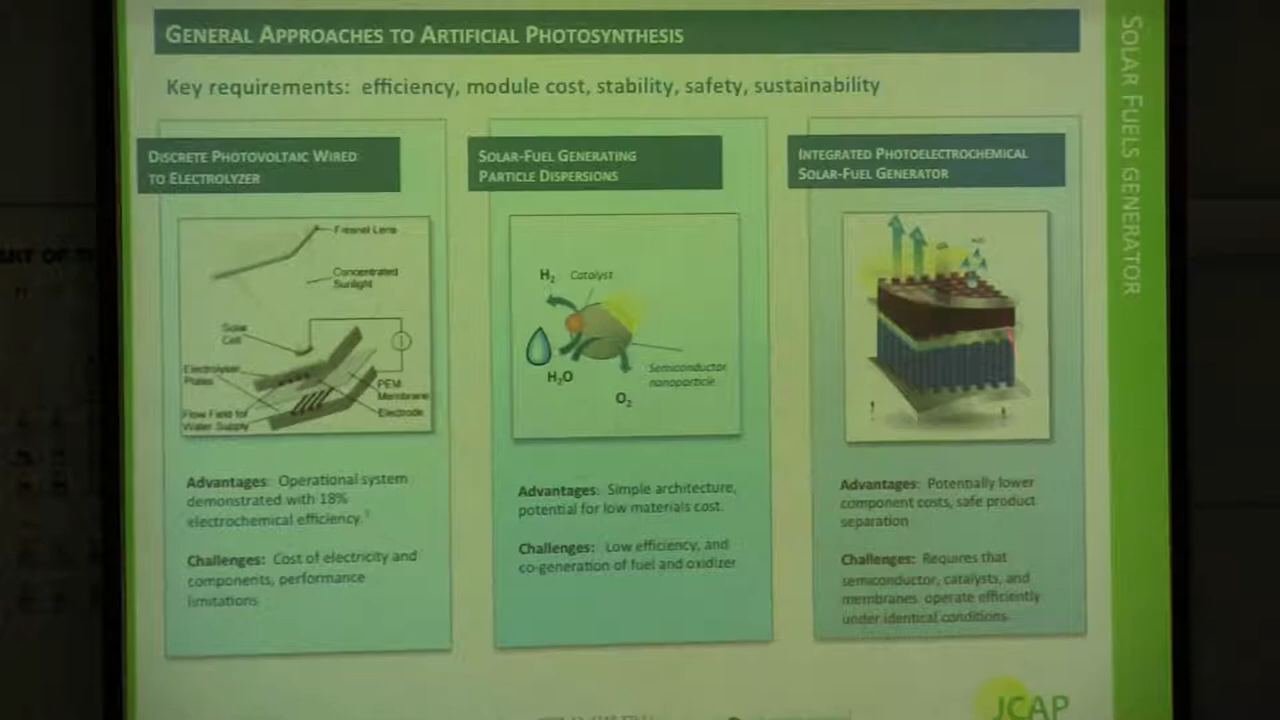 GENERAL APPROACHES TO ARTIFICIAL PHOTOSYNTHESIS
Key requirements: efficiency, module cost, stability, safety, sustainability
DISCRETE PHOTOVOLTAIC WIRED
TO ELECTROLYZER
Fresnel Lens
Concentrated
Sunlight
Solar
Cell
Electrolyser
Plates
PEM
Membrane
Electrode
Flow Field for
Water Supply
Advantages: Operational system
demonstrated with 18%
electrochemical efficiency.
Challenges: Cost of electricity and
components, performance
limitations
SOLAR-FUEL GENERATING
PARTICLE DISPERSIONS
H2 Catalyst
H2O
Semiconductor
nanoparticle
O2
Advantages: Simple architecture,
potential for low materials cost.
Challenges: Low efficiency, and
co-generation of fuel and oxidizer
INTEGRATED PHOTOELECTROCHEMICAL
SOLAR-FUEL GENERATOR
Advantages: Potentially lower
component costs, safe product
separation
Challenges: Requires that
semiconductor, catalysts, and
membranes operate efficiently
under identical conditions.
SOLAR FUELS GENERATOR
JCAP